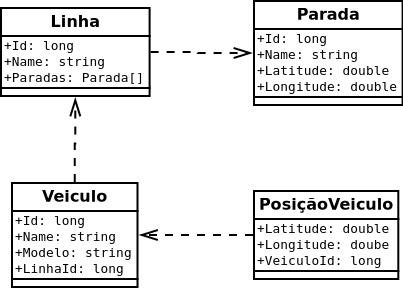 Linha
+Id: long
+Name: string
+Paradas: Parada[]
Parada
+Id: long
+Name: string
+Latitude: double
+Longitude: double
Veiculo
+Id: long
+Name: string
+Modelo: string
+LinhaId: long
PosiçãoVeiculo
+Latitude: double
+Longitude: doube
+VeiculoId: long